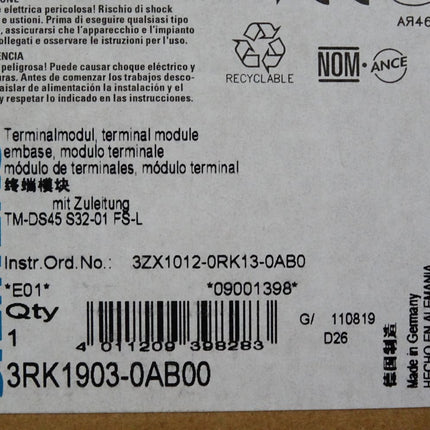 elettrica pericolosa! Rischio di shock
e ustioni. Prima di eseguire qualsiasi tipo
, assicurarsi che l'apparecchio e l'impianto
ollegati e osservare le istruzioni per l'uso.
peligrosa! Puede causar choque eléctrico y
uras. Antes de comenzar los trabajos desco-
aislar de alimentación la instalación y el
y respetar lo indicado en las instrucciones.
RECYCLABLE
NOM
ANCE
АЯ46
Terminalmodul, terminal module
embase, modulo terminale
módulo de terminales, módulo terminal
终端模块
mit Zuleitung
TM-DS45 S32-01 FS-L
Instr.Ord.No.: 3ZX1012-0RK13-0AB0
*E01* *09001398*
Qty
1
4 011209 398283
G/ 110819
D26
3RK1903-0AB00
德国制造
Made in Germany
HECHO EN ALEMANIA